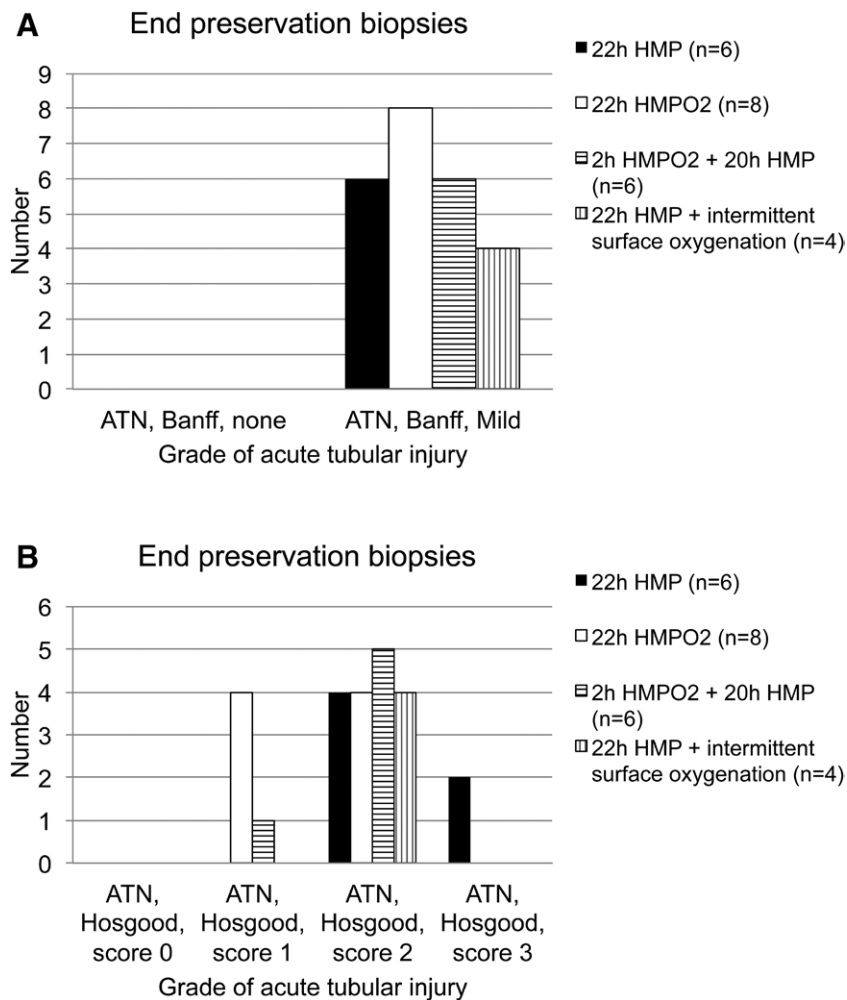 A
End preservation biopsies
9
8
7
6
5
4
3
2
1
0
Number
ATN, Banff, none
ATN, Banff, Mild
Grade of acute tubular injury
22h HMP (n=6)
22h HMPO2 (n=8)
2h HMPO2 + 20h HMP
(n=6)
22h HMP + intermittent
surface oxygenation (n=4)
B
End preservation biopsies
6
5
4
3
2
1
0
Number
ATN,
Hosgood,
score 0
ATN,
Hosgood,
score 1
ATN,
Hosgood,
score 2
ATN,
Hosgood,
score 3
Grade of acute tubular injury
22h HMP (n=6)
22h HMPO2 (n=8)
2h HMPO2 + 20h HMP
(n=6)
22h HMP + intermittent
surface oxygenation (n=4)